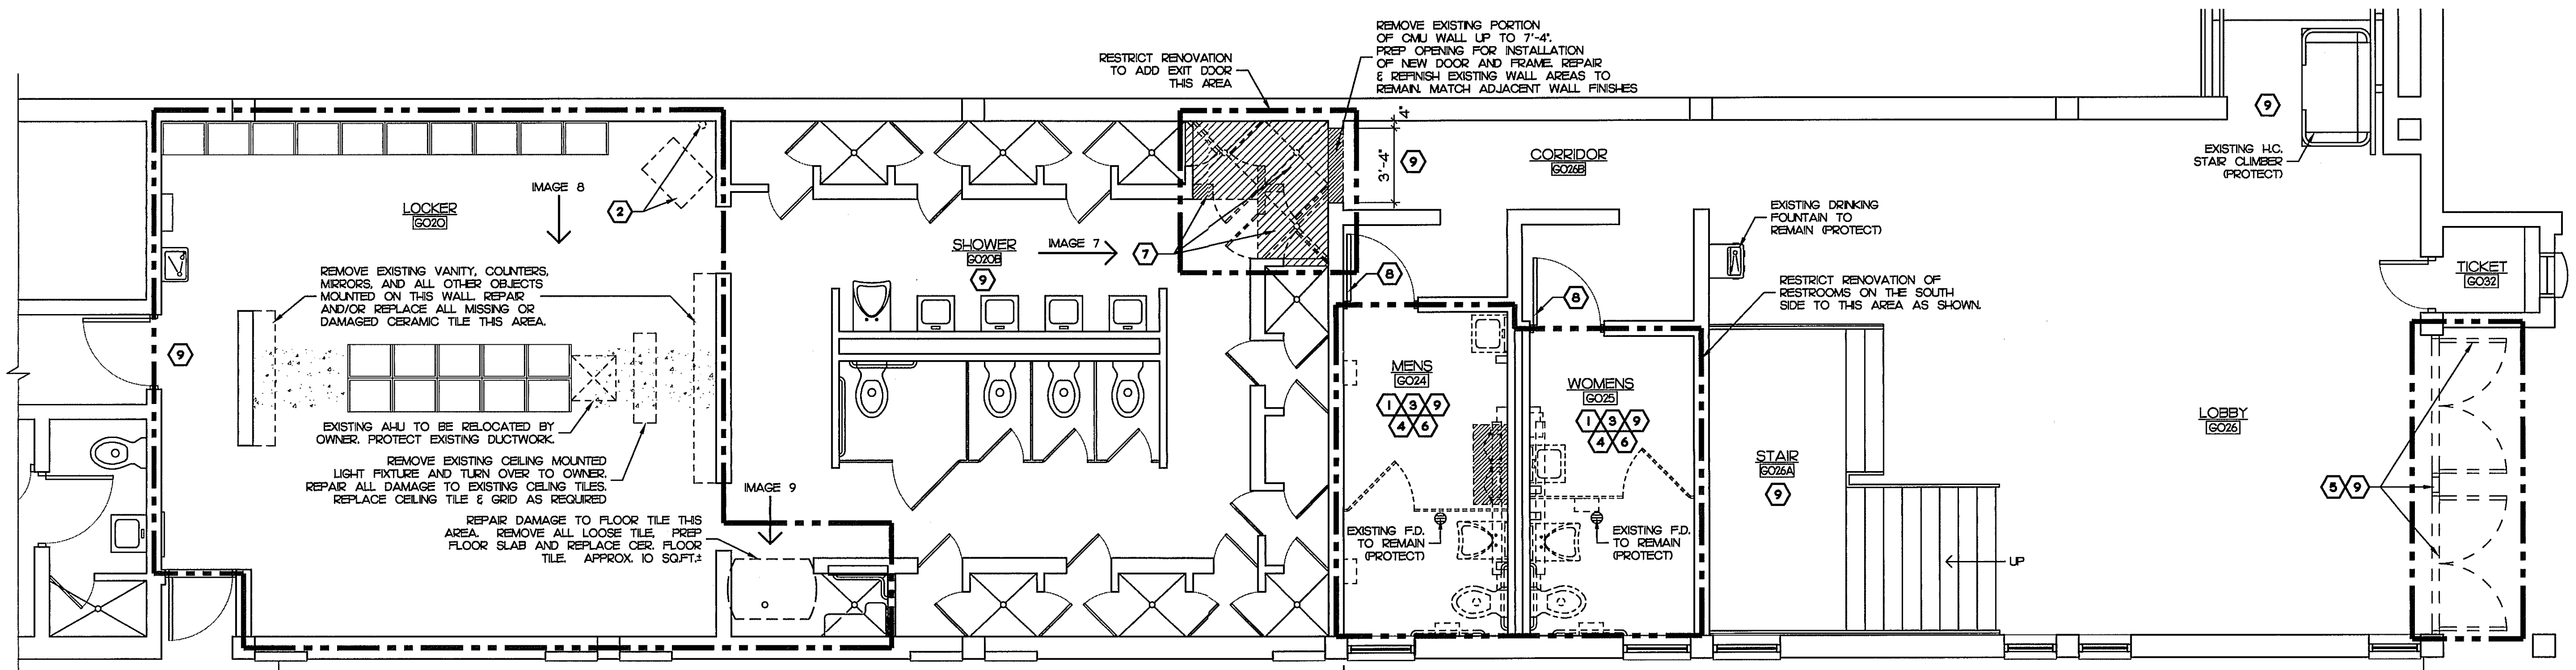 REMOVE EXISTING PORTION
OF CMU WALL UP TO 7'-4".
PREP OPENING FOR INSTALLATION
OF NEW DOOR AND FRAME. REPAIR
& REFINISH EXISTING WALL AREAS TO
REMAIN. MATCH ADJACENT WALL FINISHES
RESTRICT RENOVATION
TO ADD EXIT DOOR
THIS AREA
4"
3'-4"
9
CORRIDOR
GO26B
9
EXISTING H.C.
STAIR CLIMBER
(PROTECT)
IMAGE 8
LOCKER
GO20
2
SHOWER
GO20B
9
IMAGE 7
7
8
8
EXISTING DRINKING
FOUNTAIN TO
REMAIN (PROTECT)
RESTRICT RENOVATION OF
RESTROOMS ON THE SOUTH
SIDE TO THIS AREA AS SHOWN.
TICKET
GO32
REMOVE EXISTING VANITY, COUNTERS,
MIRRORS, AND ALL OTHER OBJECTS
MOUNTED ON THIS WALL. REPAIR
AND/OR REPLACE ALL MISSING OR
DAMAGED CERAMIC TILE THIS AREA.
9
EXISTING AHU TO BE RELOCATED BY
OWNER. PROTECT EXISTING DUCTWORK.
REMOVE EXISTING CEILING MOUNTED
LIGHT FIXTURE AND TURN OVER TO OWNER.
REPAIR ALL DAMAGE TO EXISTING CEILING TILES.
REPLACE CEILING TILE & GRID AS REQUIRED
IMAGE 9
REPAIR DAMAGE TO FLOOR TILE THIS
AREA. REMOVE ALL LOOSE TILE, PREP
FLOOR SLAB AND REPLACE CER. FLOOR
TILE. APPROX. 10 SQ.FT.±
MENS
GO24
1 3 9
4 6
EXISTING F.D.
TO REMAIN
(PROTECT)
WOMENS
GO25
1 3 9
4 6
EXISTING F.D.
TO REMAIN
(PROTECT)
STAIR
GO26A
9
UP
LOBBY
GO26
5 9